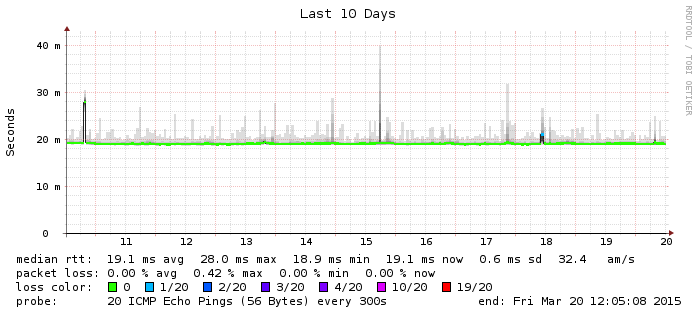 Last 10 Days
RRDTOOL / TOBI OETIKER
Seconds
40 m
30 m
20 m
10 m
0
11 12 13 14 15 16 17 18 19 20
median rtt: 19.1 ms avg 28.0 ms max 18.9 ms min 19.1 ms now 0.6 ms sd 32.4 am/s
packet loss: 0.00 % avg 0.42 % max 0.00 % min 0.00 % now
loss color: 0 1/20 2/20 3/20 4/20 10/20 19/20
probe: 20 ICMP Echo Pings (56 Bytes) every 300s end: Fri Mar 20 12:05:08 2015